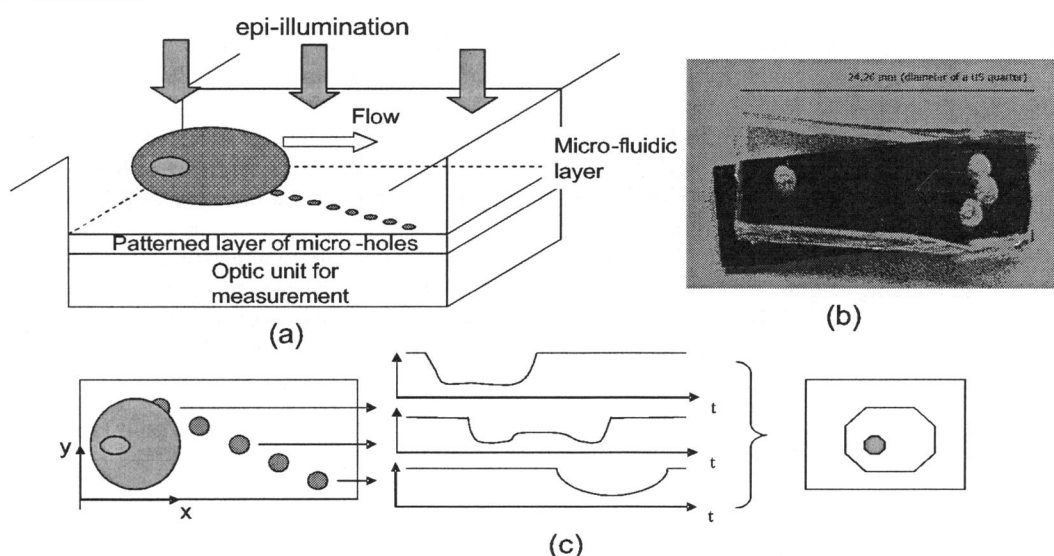 epi-illumination
Flow
Micro-fluidic
layer
Patterned layer of micro -holes
Optic unit for
measurement
(a)
24.26 mm (diameter of a US quarter)
(b)
y
x
t
t
t
(c)